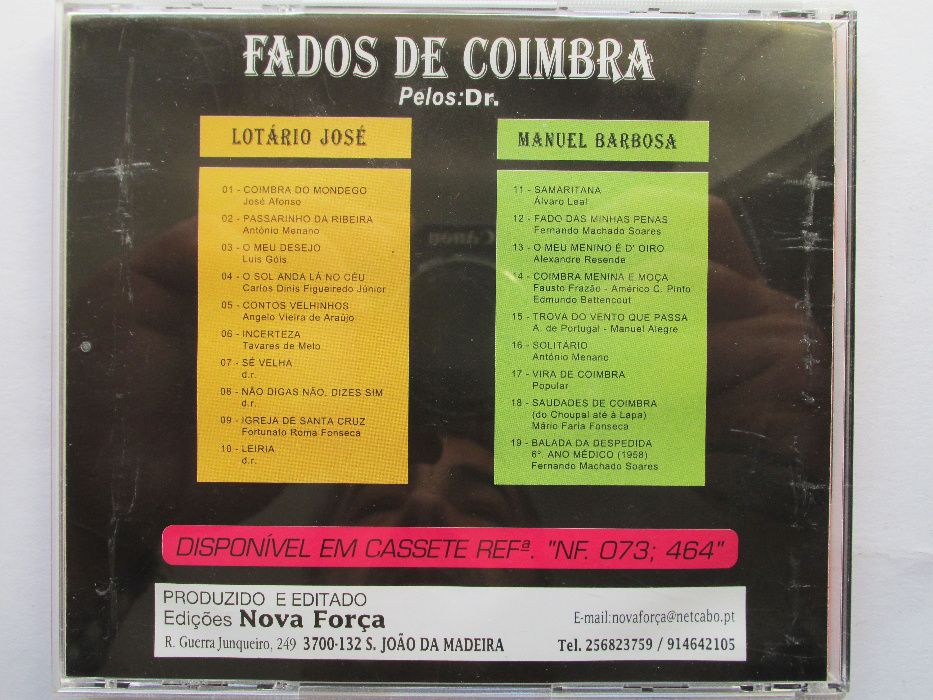 FADOS DE COIMBRA
Pelos:Dr.
LOTÁRIO JOSÉ
01 - COIMBRA DO MONDEGO
José Afonso
02 - PASSARINHO DA RIBEIRA
António Menano
03 - O MEU DESEJO
Luis Góis
04 - O SOL ANDA LÁ NO CÉU
Carlos Dinis Figueiredo Júnior
05 - CONTOS VELHINHOS
Angelo Vieira de Araújo
06 - INCERTEZA
Tavares de Melo
07 - SÉ VELHA
d.r.
08 - NÃO DIGAS NÃO, DIZES SIM
d.r.
09 - IGREJA DE SANTA CRUZ
Fortunato Roma Fonseca
10 - LEIRIA
d.r.
MANUEL BARBOSA
11 - SAMARITANA
Álvaro Leal
12 - FADO DAS MINHAS PENAS
Fernando Machado Soares
13 - O MEU MENINO É D' OIRO
Alexandre Resende
14 - COIMBRA MENINA E MOÇA
Fausto Frazão - Américo C. Pinto
Edmundo Bettencout
15 - TROVA DO VENTO QUE PASSA
A. de Portugal - Manuel Alegre
16 - SOLITÁRIO
António Menano
17 - VIRA DE COIMBRA
Popular
18 - SAUDADES DE COIMBRA
(do Choupal até à Lapa)
Mário Faria Fonseca
19 - BALADA DA DESPEDIDA
6º. ANO MÉDICO (1958)
Fernando Machado Soares
DISPONÍVEL EM CASSETE REFª. "NF. 073; 464"
PRODUZIDO E EDITADO
Edições Nova Força
R. Guerra Junqueiro, 249 3700-132 S. JOÃO DA MADEIRA
E-mail:novaforça@netcabo.pt
Tel. 256823759 / 914642105